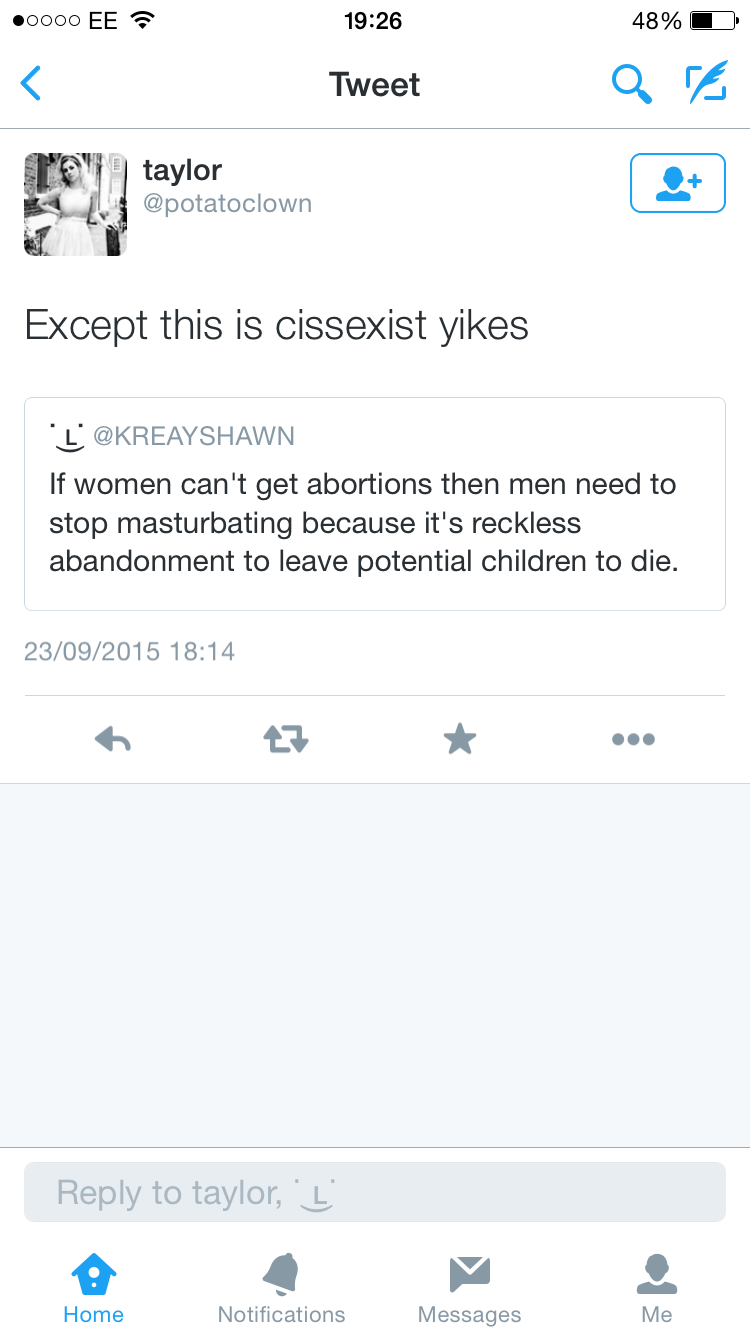 EE 19:26 48%
Tweet
taylor
@potatoclown
Except this is cissexist yikes
˙͜ʟ˙ @KREAYSHAWN
If women can't get abortions then men need to
stop masturbating because it's reckless
abandonment to leave potential children to die.
23/09/2015 18:14
Reply to taylor, ˙͜ʟ˙
Home Notifications Messages Me